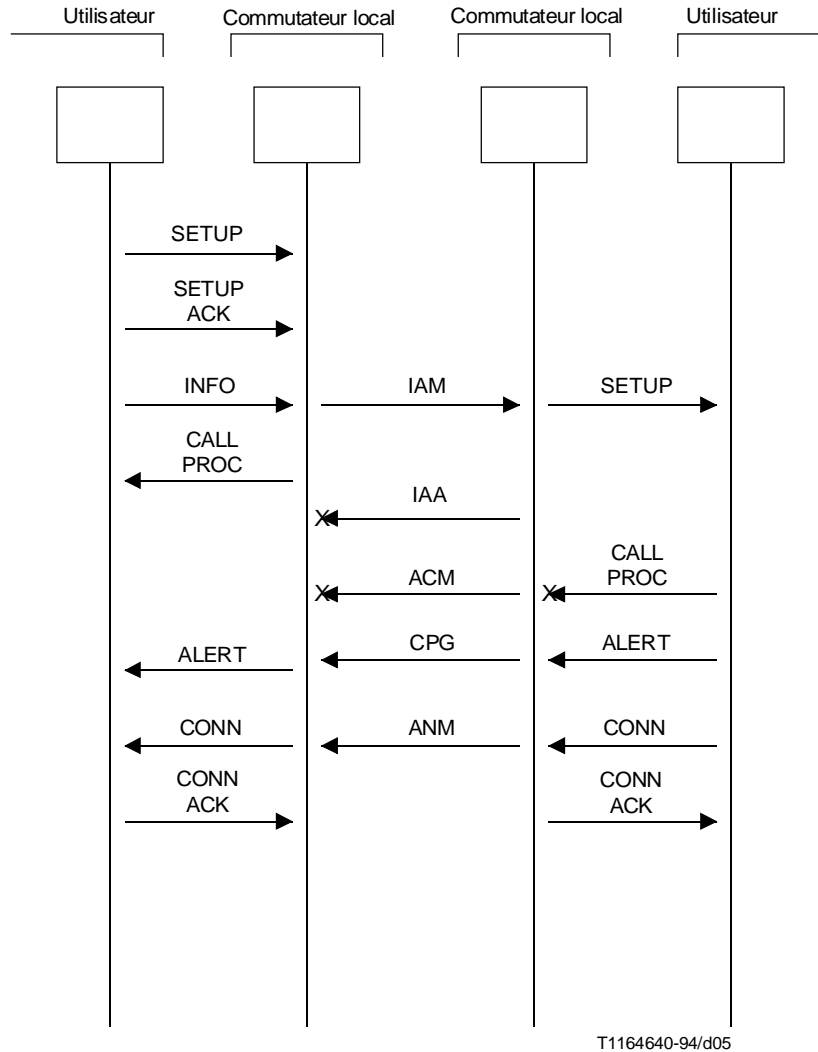 Utilisateur
Commutateur local
Commutateur local
Utilisateur
SETUP
SETUP
ACK
INFO
IAM
SETUP
CALL
PROC
IAA
X
CALL
PROC
ACM
X
X
CPG
ALERT
ALERT
CONN
ANM
CONN
CONN
ACK
CONN
ACK
T1164640-94/d05